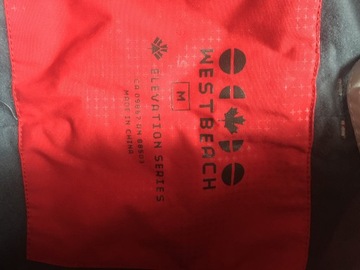 WESTBEACH
M
ELEVATION SERIES
MADE IN CHINA